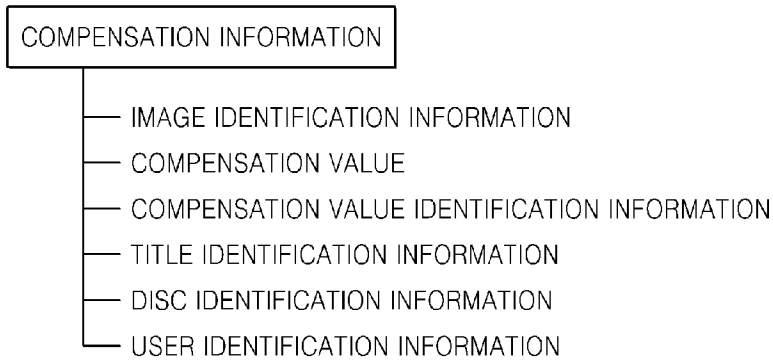 COMPENSATION INFORMATION
IMAGE IDENTIFICATION INFORMATION
COMPENSATION VALUE
COMPENSATION VALUE IDENTIFICATION INFORMATION
TITLE IDENTIFICATION INFORMATION
DISC IDENTIFICATION INFORMATION
USER IDENTIFICATION INFORMATION